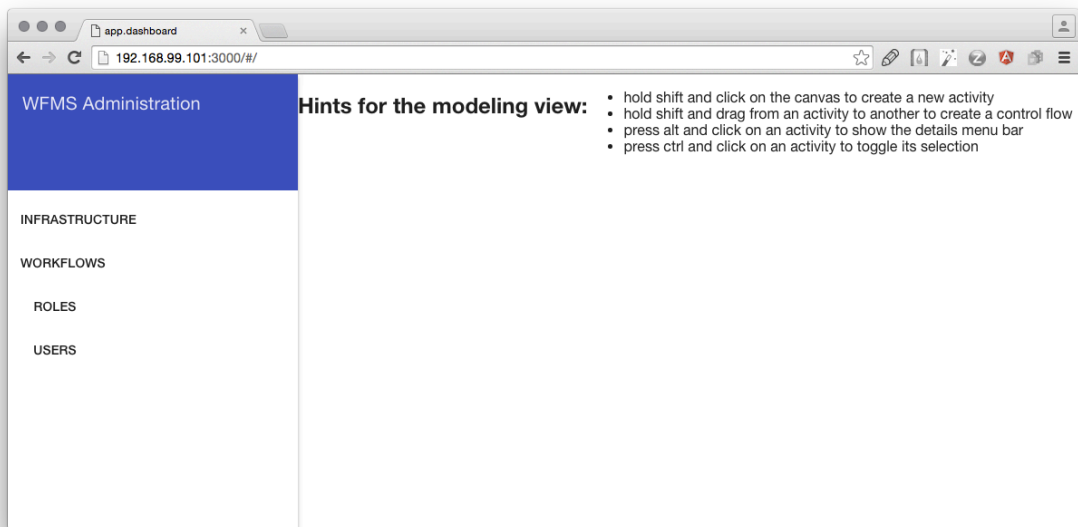 app.dashboard
192.168.99.101:3000/#/
WFMS Administration
INFRASTRUCTURE
WORKFLOWS
ROLES
USERS
Hints for the modeling view:
hold shift and click on the canvas to create a new activity
hold shift and drag from an activity to another to create a control flow
press alt and click on an activity to show the details menu bar
press ctrl and click on an activity to toggle its selection